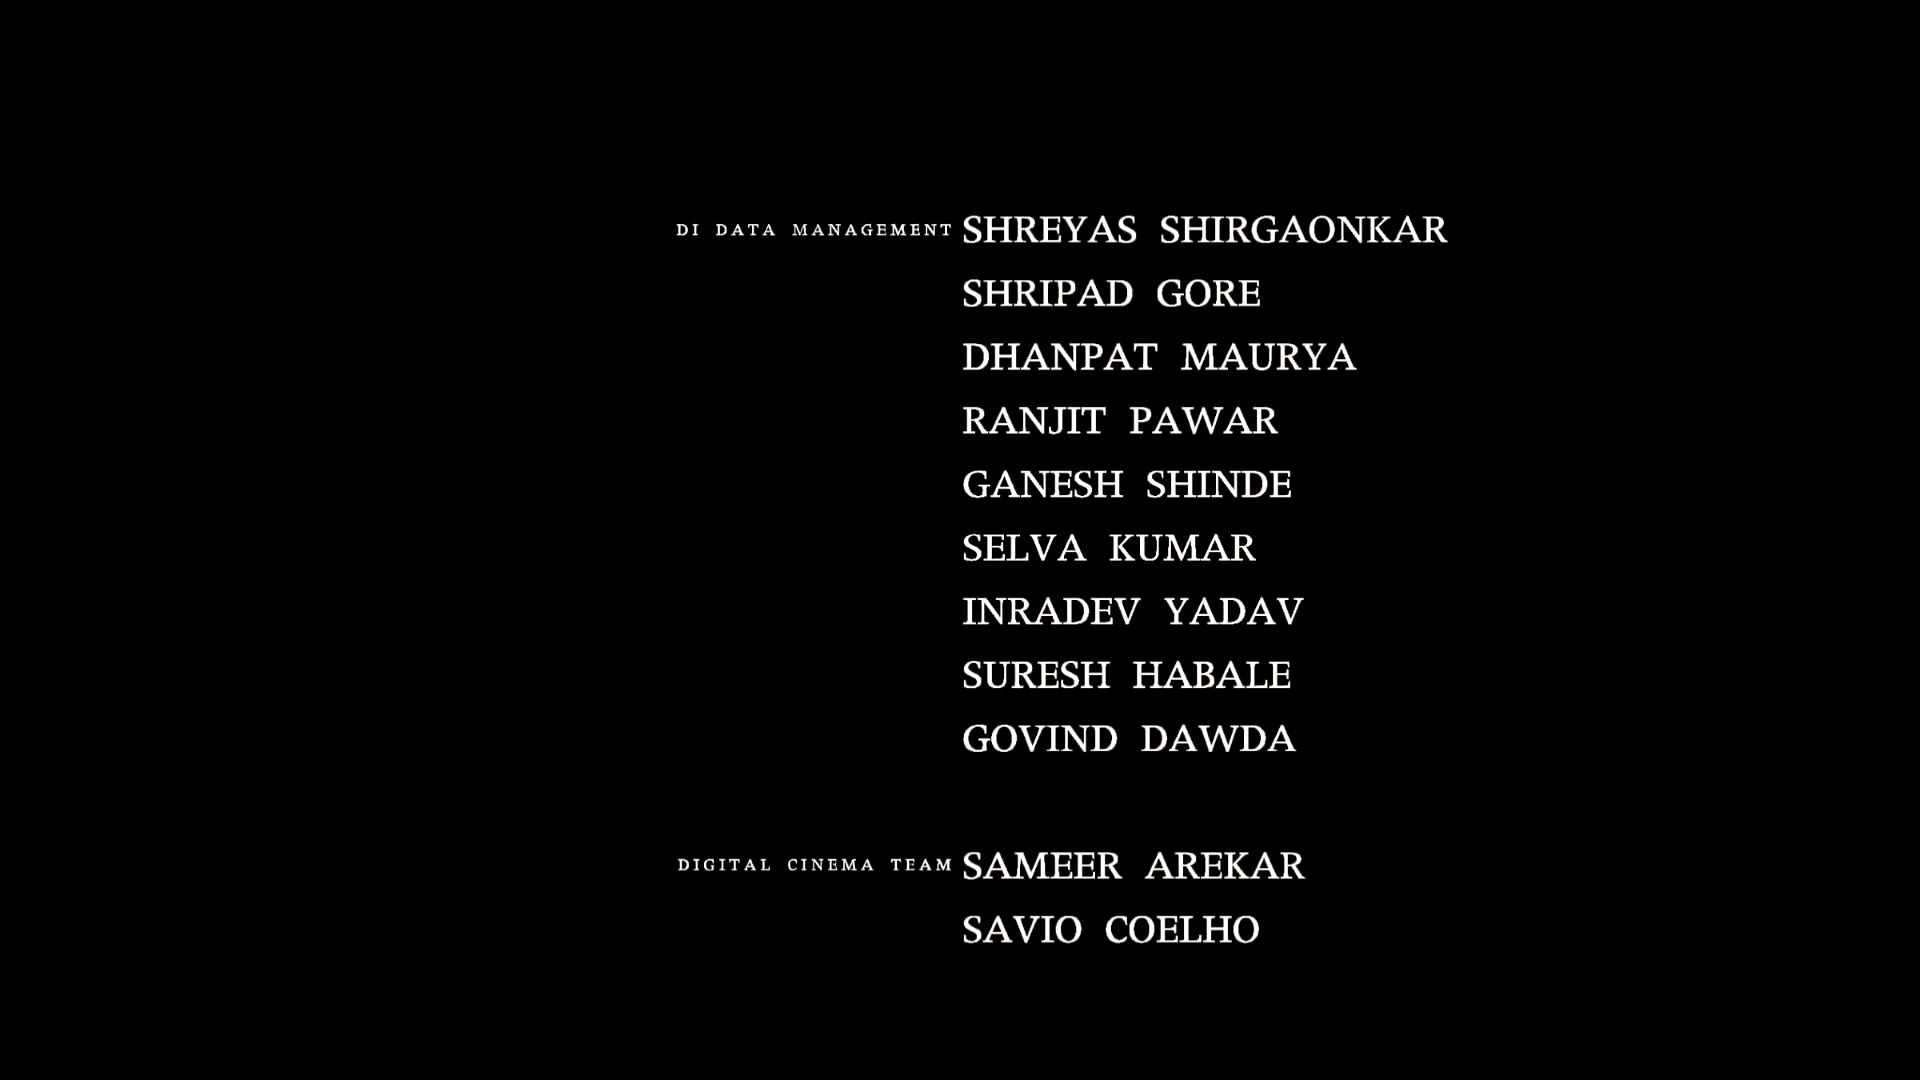 DI DATA MANAGEMENT SHREYAS SHIRGAONKAR
SHRIPAD GORE
DHANPAT MAURYA
RANJIT PAWAR
GANESH SHINDE
SELVA KUMAR
INRADEV YADAV
SURESH HABALE
GOVIND DAWDA
DIGITAL CINEMA TEAM SAMEER AREKAR
SAVIO COELHO